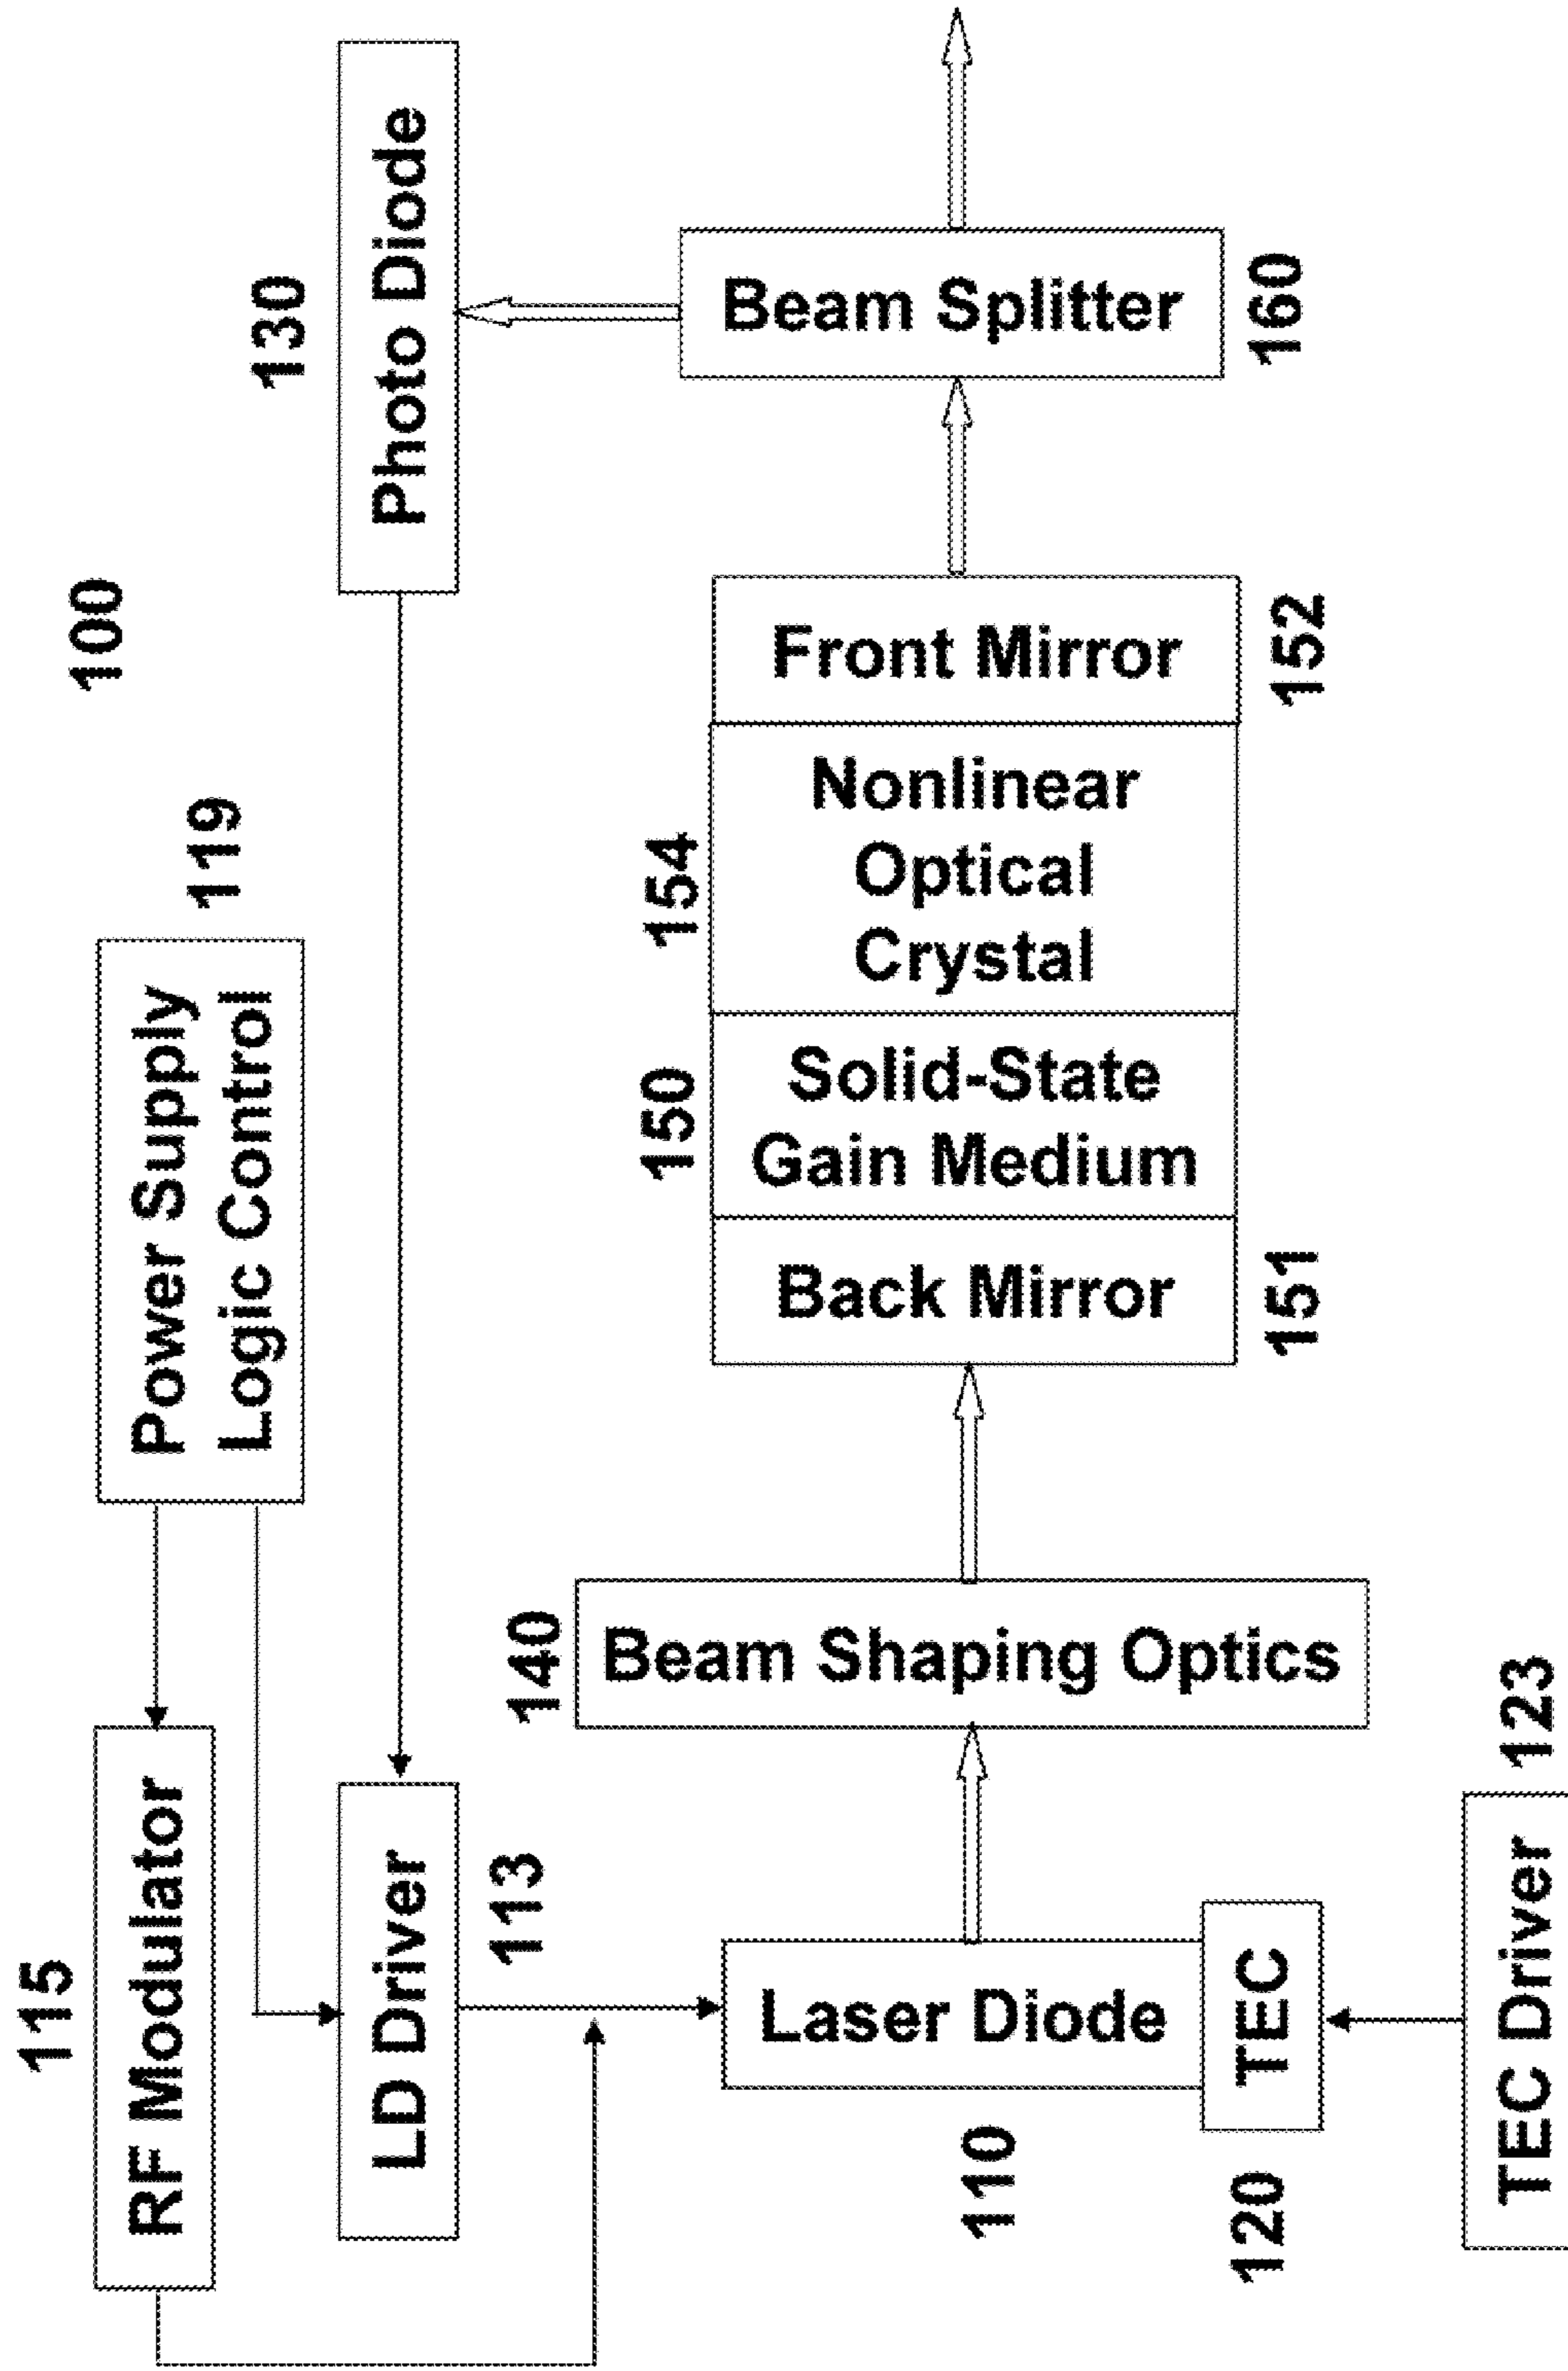 100
115
RF Modulator
Power Supply
Logic Control
119
LD Driver
113
130
Photo Diode
140
Beam Shaping Optics
150
154
Laser Diode
110
Back Mirror
151
Solid-State
Gain Medium
Nonlinear
Optical
Crystal
Front Mirror
152
Beam Splitter
160
120
TEC
TEC Driver
123